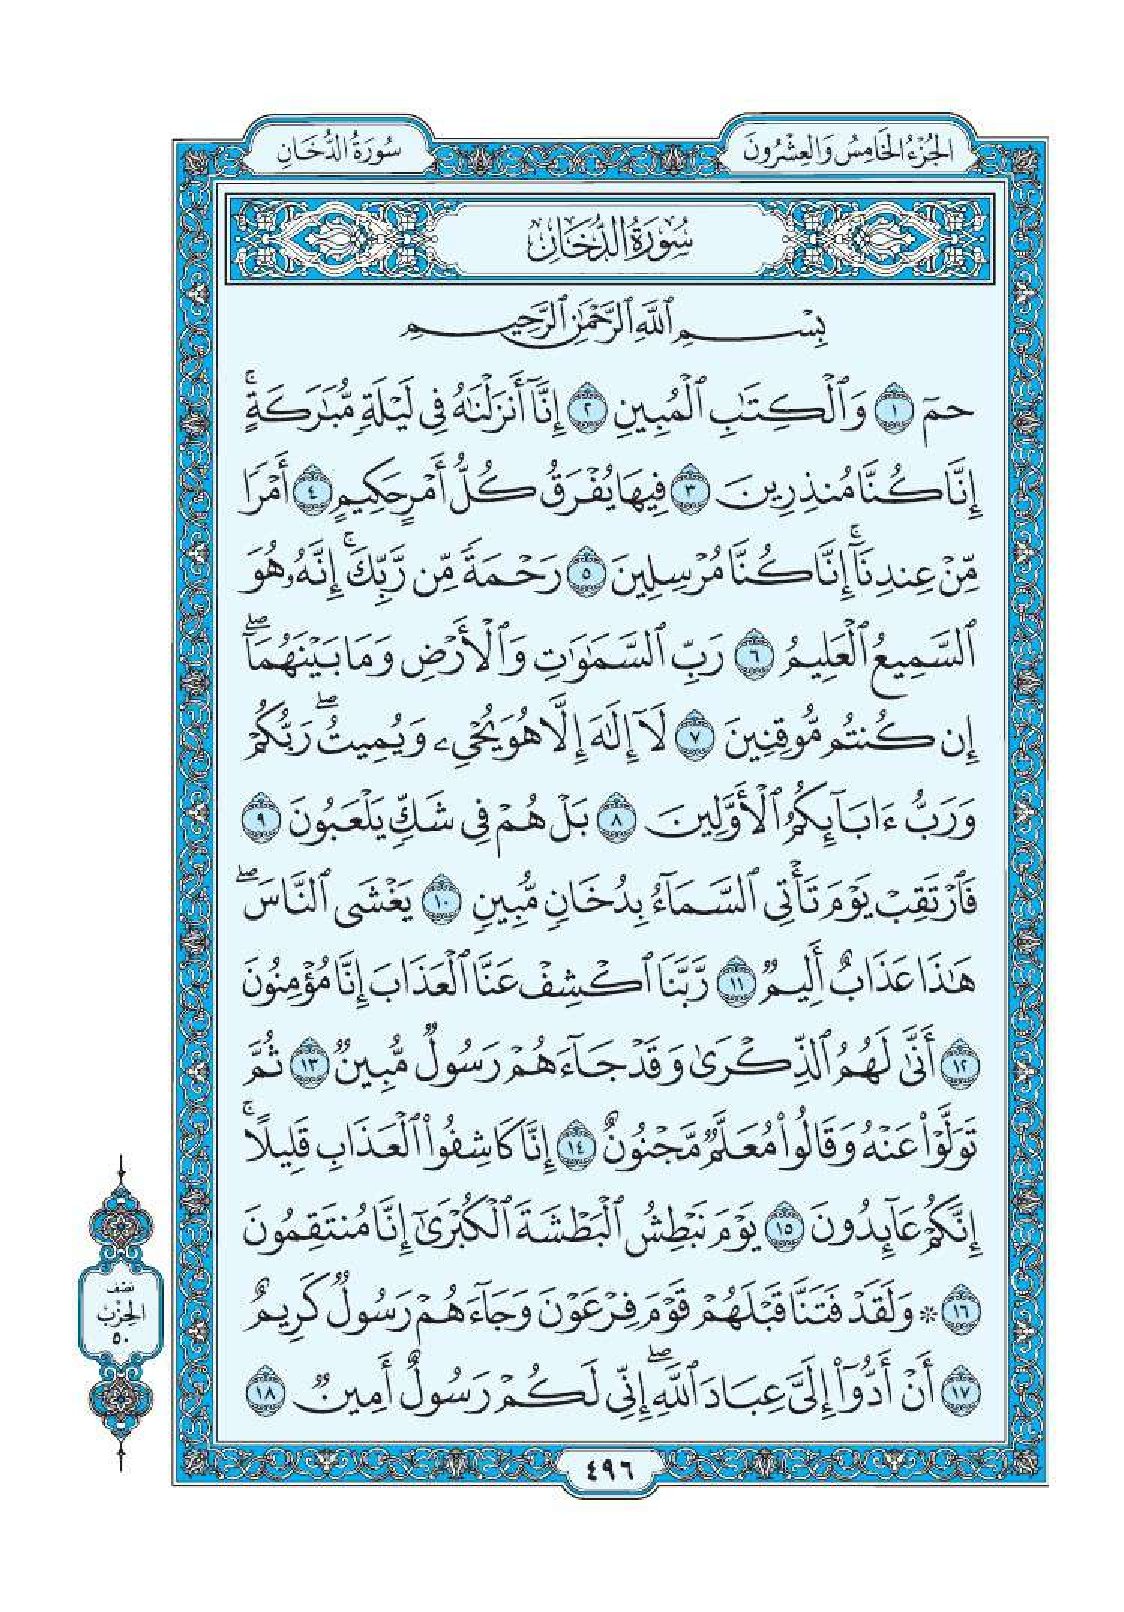 الجُزْءُ الخَامِسُ وَالعِشْرُونَ
سُورَةُ الدُّخَانِ
سُورَةُ الدُّخَانِ
بِسْمِ ٱللَّهِ ٱلرَّحْمَٰنِ ٱلرَّحِيمِ
حمٓ ١ وَٱلْكِتَٰبِ ٱلْمُبِينِ ٢ إِنَّآ أَنزَلْنَٰهُ فِى لَيْلَةٍ مُّبَٰرَكَةٍ ۚ
إِنَّا كُنَّا مُنذِرِينَ ٣ فِيهَا يُفْرَقُ كُلُّ أَمْرٍ حَكِيمٍ ٤ أَمْرًا
مِّنْ عِندِنَآ ۚ إِنَّا كُنَّا مُرْسِلِينَ ٥ رَحْمَةً مِّن رَّبِّكَ ۚ إِنَّهُۥ هُوَ
ٱلسَّمِيعُ ٱلْعَلِيمُ ٦ رَبِّ ٱلسَّمَٰوَٰتِ وَٱلْأَرْضِ وَمَا بَيْنَهُمَآ ۖ
إِن كُنتُم مُّوقِنِينَ ٧ لَآ إِلَٰهَ إِلَّا هُوَ يُحْىِۦ وَيُمِيتُ ۖ رَبُّكُمْ
وَرَبُّ ءَابَآئِكُمُ ٱلْأَوَّلِينَ ٨ بَلْ هُمْ فِى شَكٍّ يَلْعَبُونَ ٩
فَٱرْتَقِبْ يَوْمَ تَأْتِى ٱلسَّمَآءُ بِدُخَانٍ مُّبِينٍ ١٠ يَغْشَى ٱلنَّاسَ ۖ
هَٰذَا عَذَابٌ أَلِيمٌ ١١ رَّبَّنَا ٱكْشِفْ عَنَّا ٱلْعَذَابَ إِنَّا مُؤْمِنُونَ
١٢ أَنَّىٰ لَهُمُ ٱلذِّكْرَىٰ وَقَدْ جَآءَهُمْ رَسُولٌ مُّبِينٌ ١٣ ثُمَّ
تَوَلَّوْا۟ عَنْهُ وَقَالُوا۟ مُعَلَّمٌ مَّجْنُونٌ ١٤ إِنَّا كَاشِفُوا۟ ٱلْعَذَابِ قَلِيلًا ۚ
إِنَّكُمْ عَآئِدُونَ ١٥ يَوْمَ نَبْطِشُ ٱلْبَطْشَةَ ٱلْكُبْرَىٰٓ إِنَّا مُنتَقِمُونَ
١٦ * وَلَقَدْ فَتَنَّا قَبْلَهُمْ قَوْمَ فِرْعَوْنَ وَجَآءَهُمْ رَسُولٌ كَرِيمٌ
١٧ أَنْ أَدُّوٓا۟ إِلَىَّ عِبَادَ ٱللَّهِ ۖ إِنِّى لَكُمْ رَسُولٌ أَمِينٌ ١٨
نصف
الحِزْب
٥٠
٤٩٦